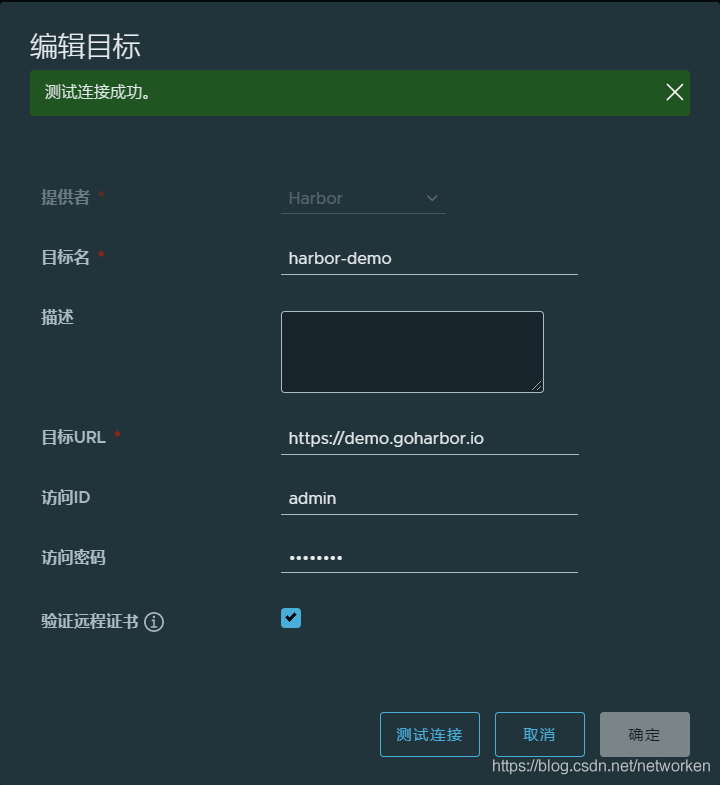 编辑目标
测试连接成功。
提供者 * Harbor
目标名 * harbor-demo
描述
目标URL * https://demo.goharbor.io
访问ID admin
访问密码 ••••••••
验证远程证书
测试连接 取消 确定
https://blog.csdn.net/networken